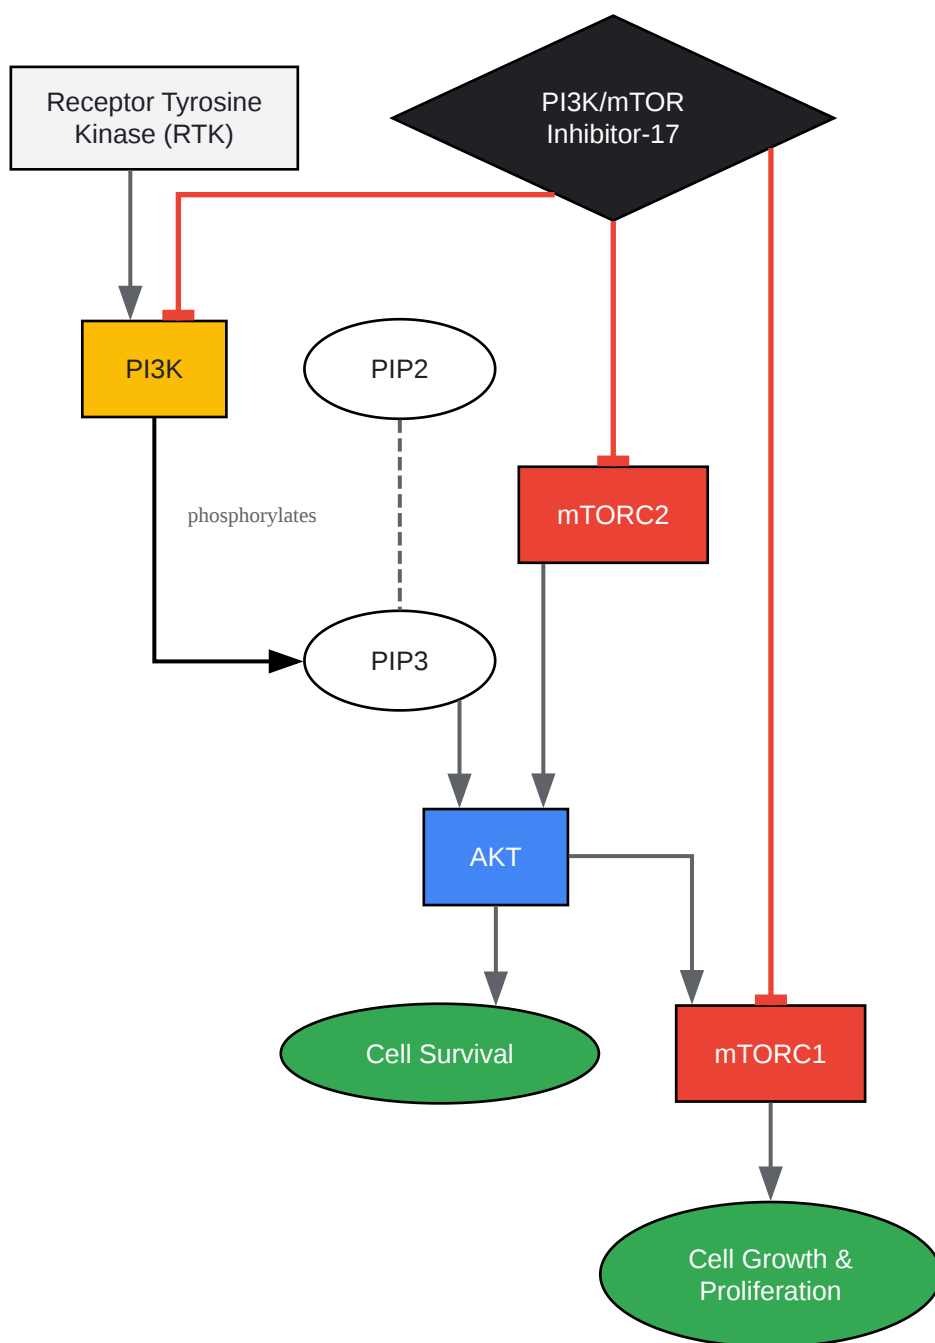 Receptor Tyrosine
Kinase (RTK)
PI3K/mTOR
Inhibitor-17
PI3K
PIP2
phosphorylates
mTORC2
PIP3
AKT
Cell Survival
mTORC1
Cell Growth &
Proliferation